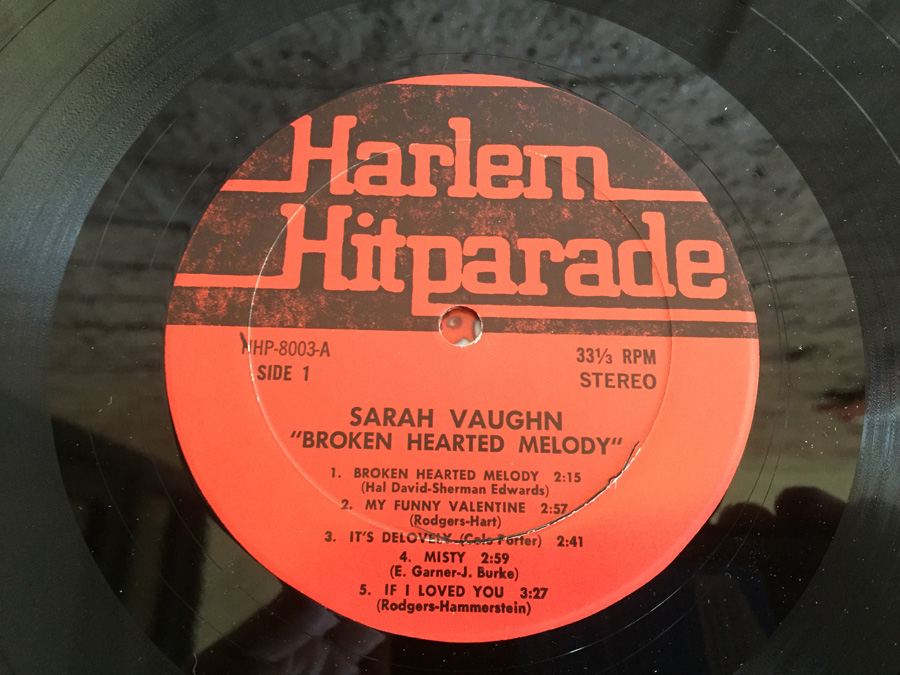 Harlem
Hitparade
HHP-8003-A
SIDE 1
33⅓ RPM
STEREO
SARAH VAUGHN
"BROKEN HEARTED MELODY"
1. BROKEN HEARTED MELODY 2:15
(Hal David-Sherman Edwards)
2. MY FUNNY VALENTINE 2:57
(Rodgers-Hart)
3. IT'S DELOVELY (Cole Porter) 2:41
4. MISTY 2:59
(E. Garner-J. Burke)
5. IF I LOVED YOU 3:27
(Rodgers-Hammerstein)